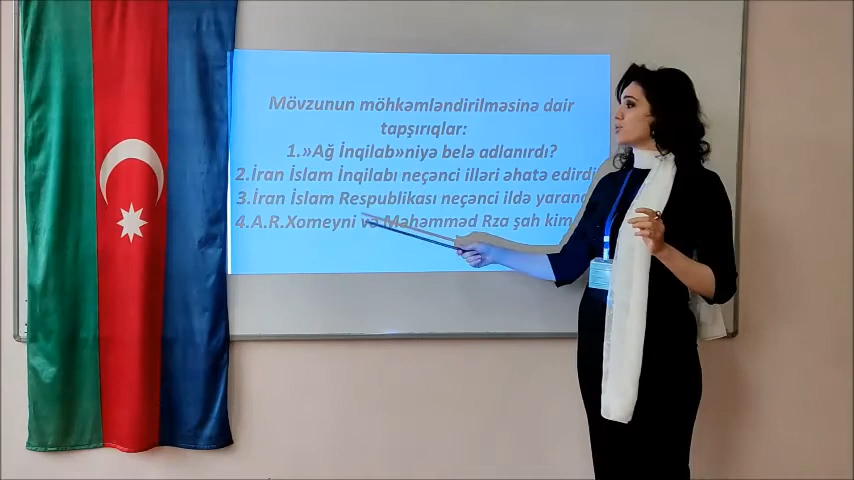 Mövzunun möhkəmləndirilməsinə dair
tapşırıqlar:
1.»Ağ İnqilab»niyə belə adlanırdı?
2.İran İslam İnqilabı neçənci illəri əhatə edirdi
3.İran İslam Respublikası neçənci ildə
4.A.R.Xomeyni və Məhəmməd Rza şah kim